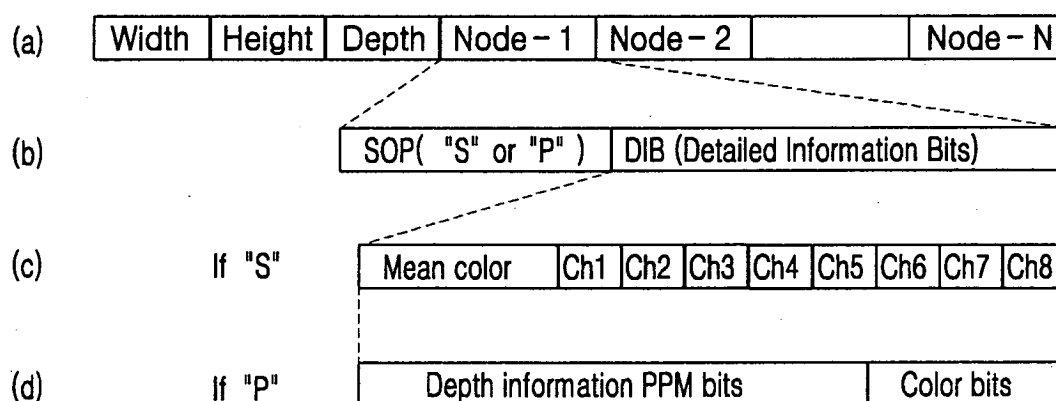 (a) Width Height Depth Node-1 Node-2 Node-N
(b) SOP( "S" or "P" ) DIB (Detailed Information Bits)
(c) If "S" Mean color Ch1 Ch2 Ch3 Ch4 Ch5 Ch6 Ch7 Ch8
(d) If "P" Depth information PPM bits Color bits